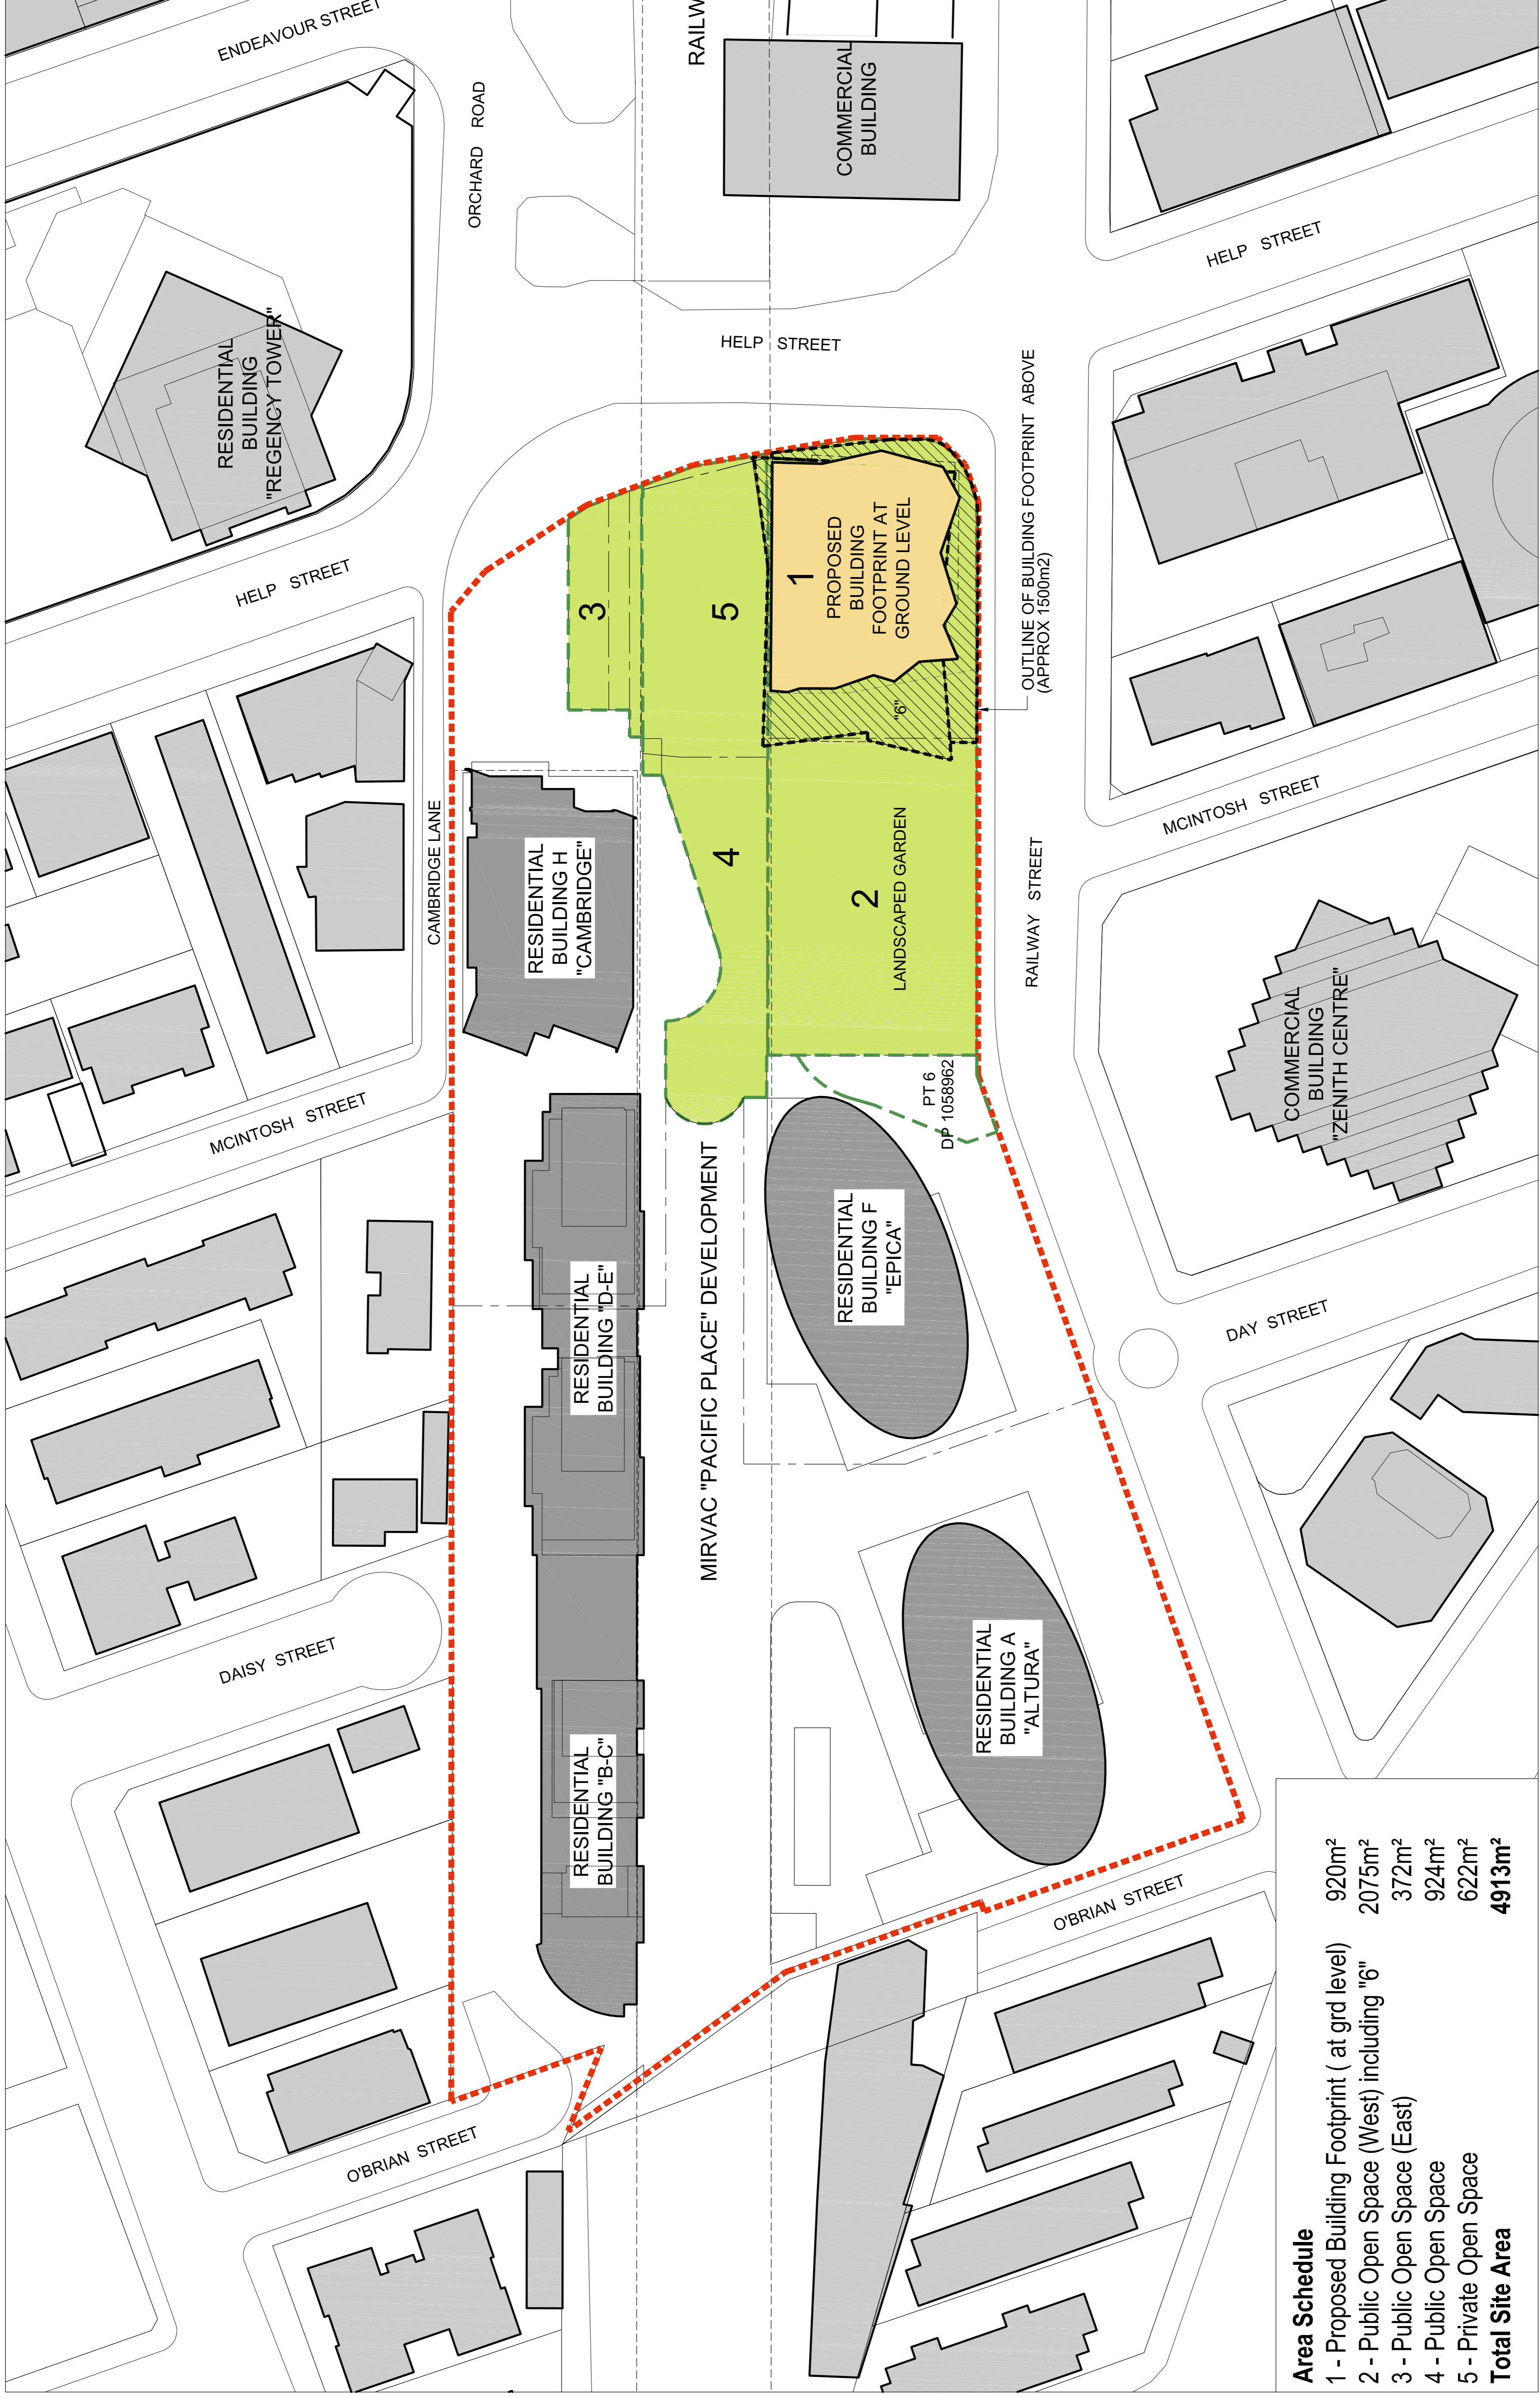 ENDEAVOUR STREET
ORCHARD ROAD
RAILW
COMMERCIAL
BUILDING
RESIDENTIAL
BUILDING
"REGENCY TOWER"
HELP STREET
HELP STREET
HELP STREET
OUTLINE OF BUILDING FOOTPRINT ABOVE
(APPROX 1500m2)
3
5
1
PROPOSED
BUILDING
FOOTPRINT AT
GROUND LEVEL
"6"
CAMBRIDGE LANE
RESIDENTIAL
BUILDING H
"CAMBRIDGE"
4
2
LANDSCAPED GARDEN
RAILWAY STREET
MCINTOSH STREET
MCINTOSH STREET
PT 6
DP 1058962
COMMERCIAL
BUILDING
"ZENITH CENTRE"
RESIDENTIAL
BUILDING "D-E"
MIRVAC "PACIFIC PLACE" DEVELOPMENT
RESIDENTIAL
BUILDING F
"EPICA"
DAY STREET
DAISY STREET
RESIDENTIAL
BUILDING "B-C"
RESIDENTIAL
BUILDING A
"ALTURA"
O'BRIAN STREET
O'BRIAN STREET
Area Schedule
1 - Proposed Building Footprint ( at grd level) 920m²
2 - Public Open Space (West) including "6" 2075m²
3 - Public Open Space (East) 372m²
4 - Public Open Space 924m²
5 - Private Open Space 622m²
Total Site Area 4913m²